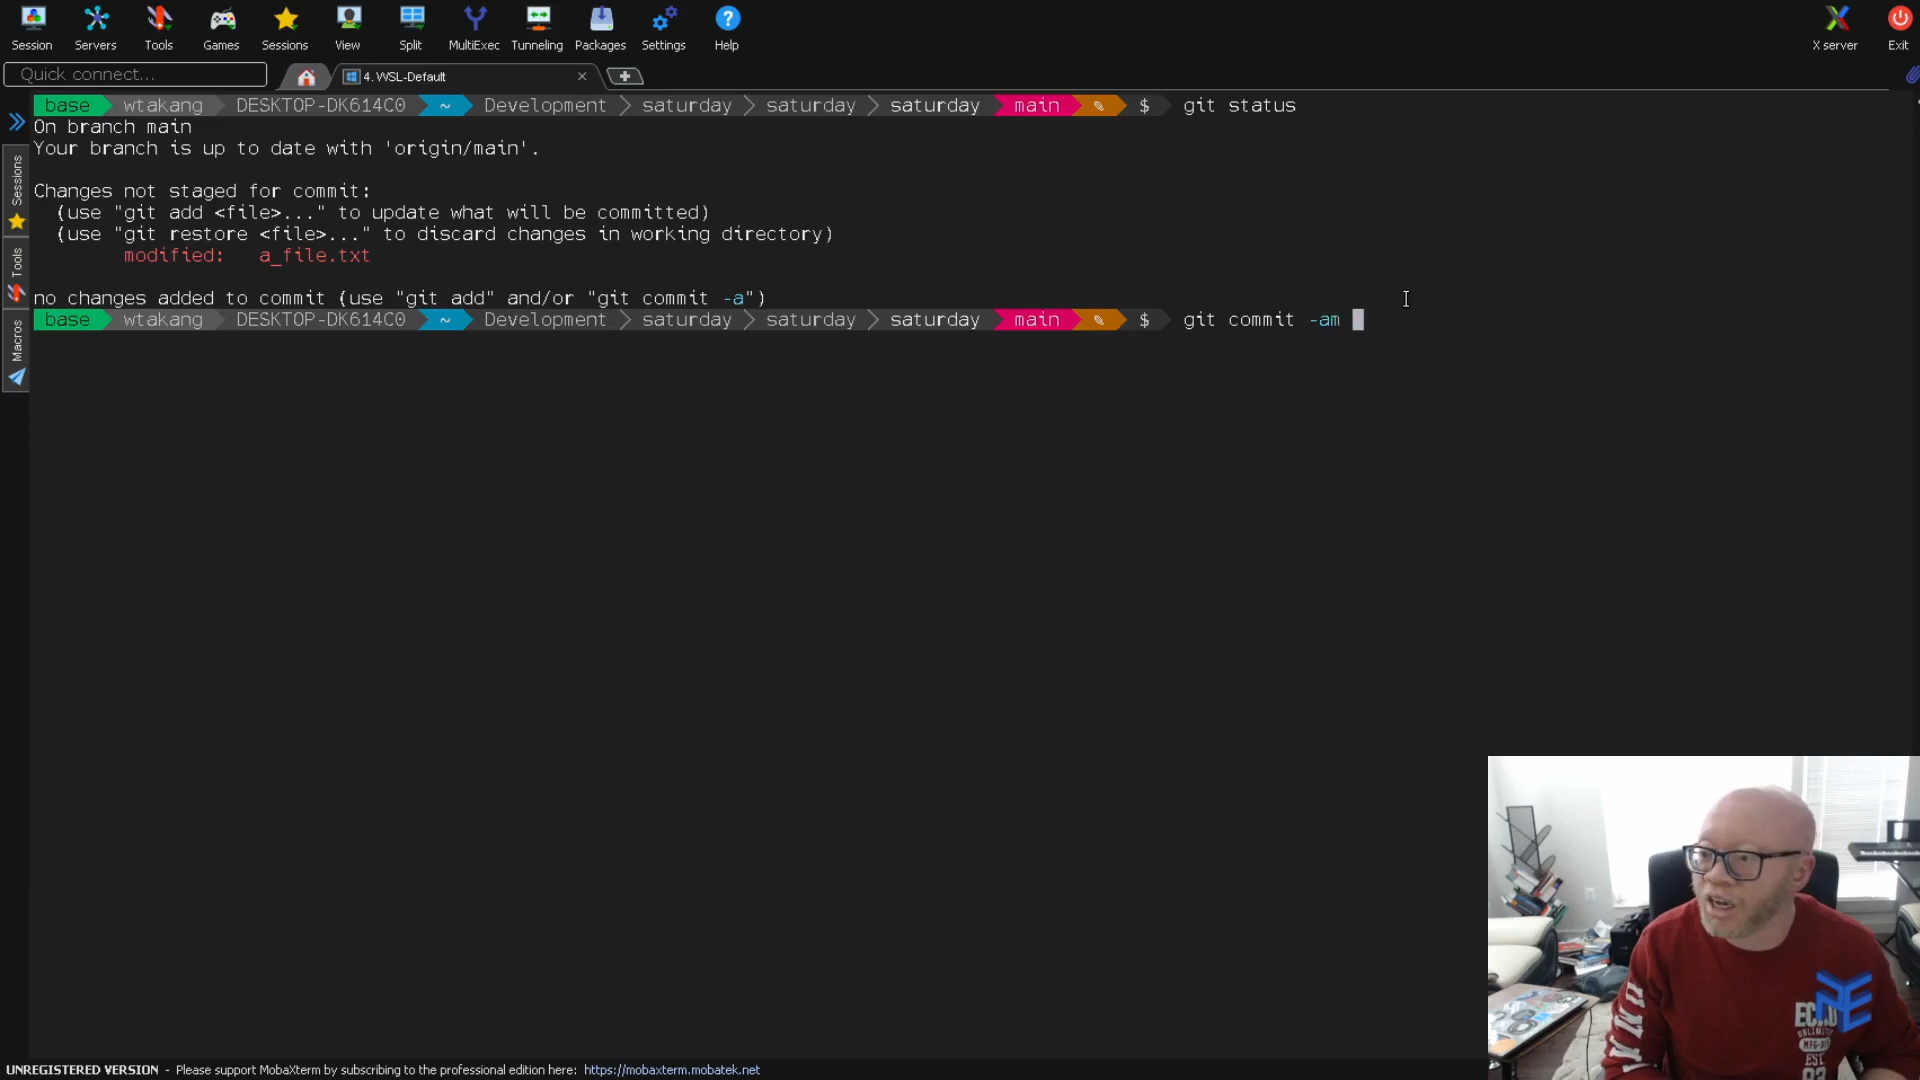 Session Servers Tools Games Sessions View Split MultiExec Tunneling Packages Settings Help X server Exit
Quick connect... 4. WSL-Default
base wtakang DESKTOP-DK614C0 ~ Development saturday saturday saturday main ✎ $ git status
On branch main
Your branch is up to date with 'origin/main'.
Changes not staged for commit:
(use "git add <file>..." to update what will be committed)
(use "git restore <file>..." to discard changes in working directory)
modified: a_file.txt
no changes added to commit (use "git add" and/or "git commit -a")
base wtakang DESKTOP-DK614C0 ~ Development saturday saturday saturday main ✎ $ git commit -am
Sessions
Tools
Macros
UNLIMITED
MFG-DIV
EST
UNREGISTERED VERSION - Please support MobaXterm by subscribing to the professional edition here: https://mobaxterm.mobatek.net